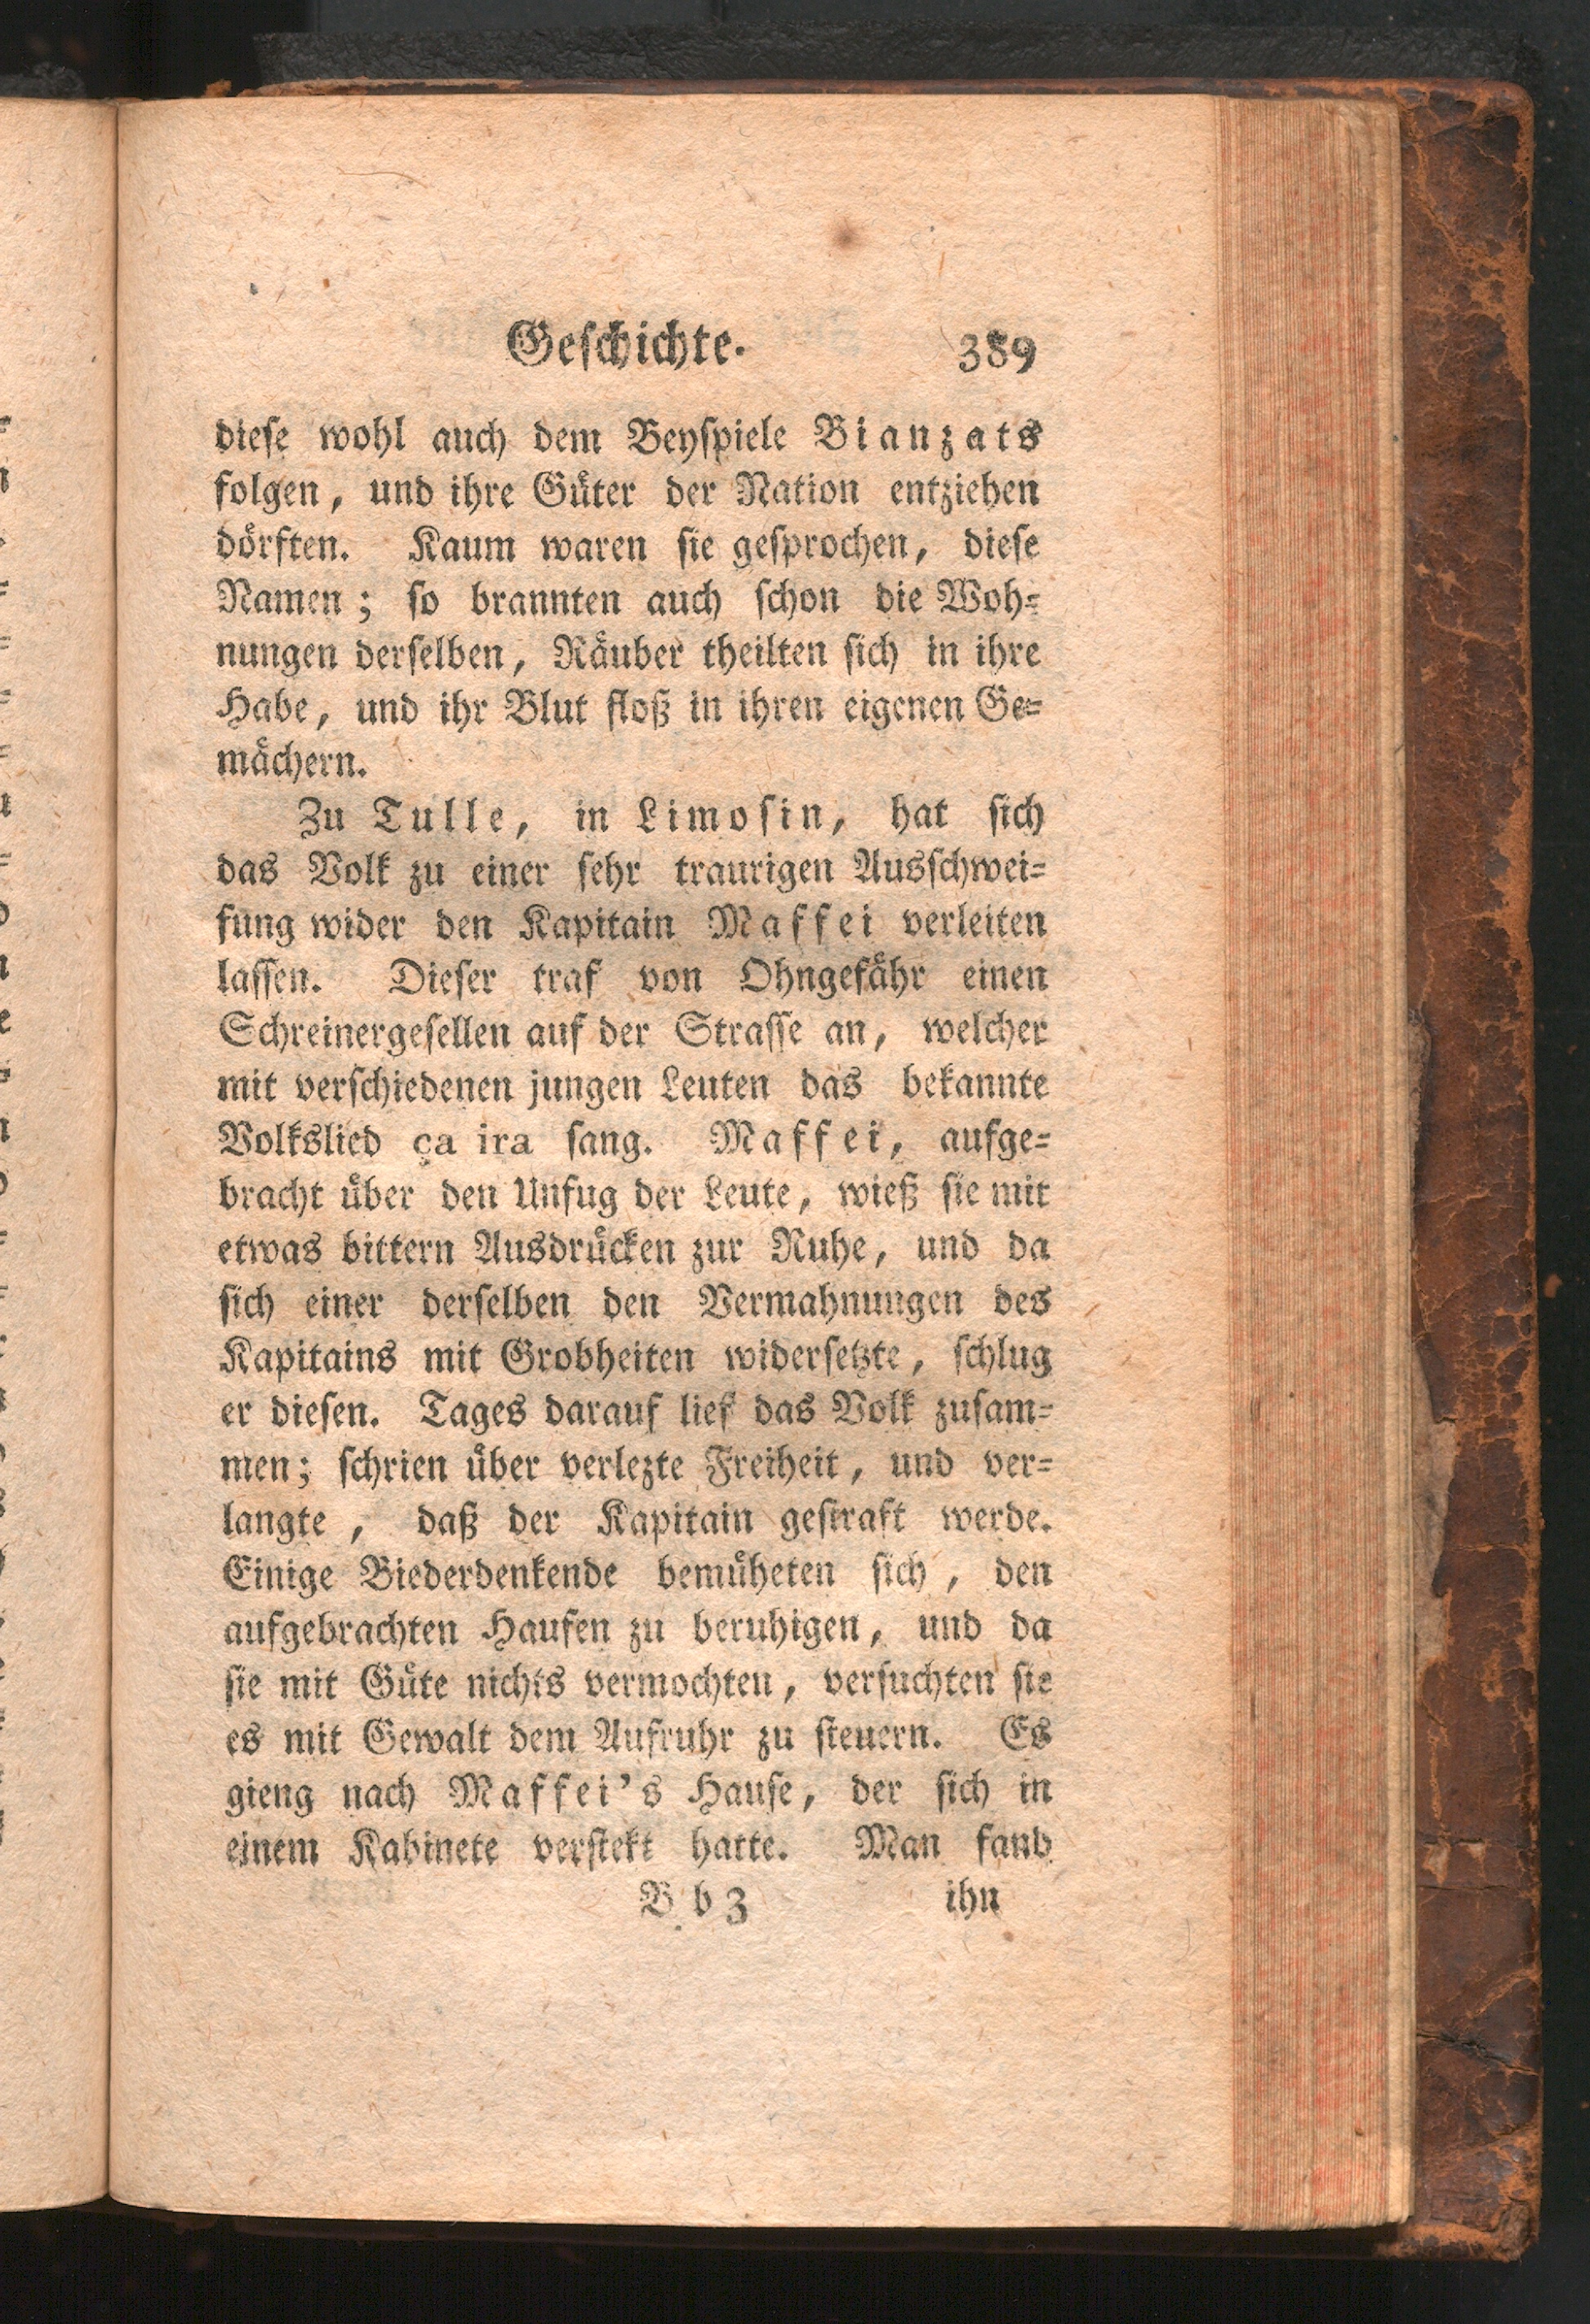 Geschichte. 389
diese wohl auch dem Beyspiele Bianzats
folgen, und ihre Güter der Nation entziehen
dörften. Kaum waren sie gesprochen, diese
Namen; so brannten auch schon die Woh=
nungen derselben, Räuber theilten sich in ihre
Habe, und ihr Blut floß in ihren eigenen Ge=
mächern.
Zu Tulle, in Limosin, hat sich
das Volk zu einer sehr traurigen Ausschwei=
fung wider den Kapitain Maffei verleiten
lassen. Dieser traf von Ohngefähr einen
Schreinergesellen auf der Strasse an, welcher
mit verschiedenen jungen Leuten das bekannte
Volkslied ça ira sang. Maffei, aufge=
bracht über den Unfug der Leute, wieß sie mit
etwas bittern Ausdrücken zur Ruhe, und da
sich einer derselben den Vermahnungen des
Kapitains mit Grobheiten widersetzte, schlug
er diesen. Tages darauf lief das Volk zusam=
men; schrien über verlezte Freiheit, und ver=
langte, daß der Kapitain gestraft werde.
Einige Biederdenkende bemüheten sich, den
aufgebrachten Haufen zu beruhigen, und da
sie mit Güte nichts vermochten, versuchten sie
es mit Gewalt dem Aufruhr zu steuern. Es
gieng nach Maffei's Hause, der sich in
einem Kabinete verstekt hatte. Man fand
B b 3 ihn